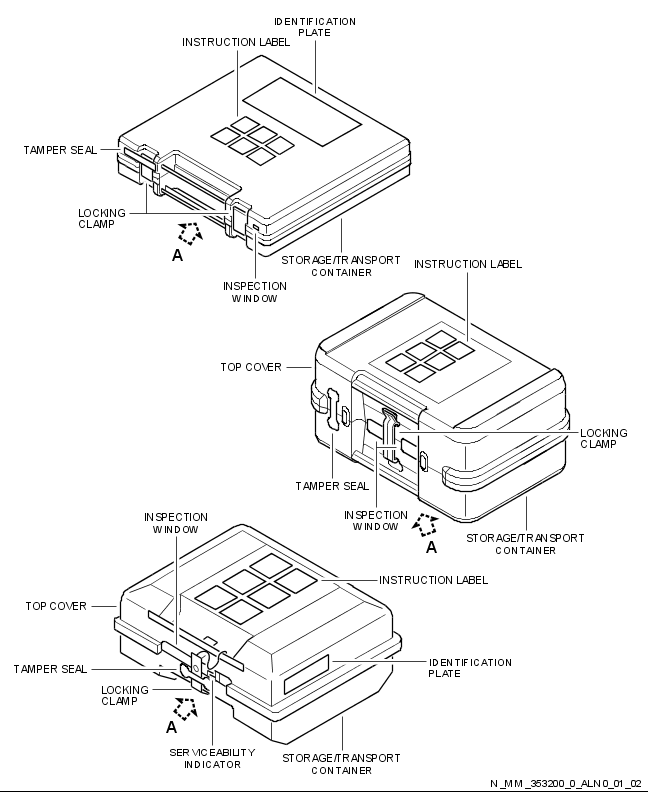 IDENTIFICATION
PLATE
INSTRUCTION LABEL
TAMPER SEAL
LOCKING
CLAMP
A
INSPECTION
WINDOW
STORAGE/TRANSPORT
CONTAINER
INSTRUCTION LABEL
TOP COVER
LOCKING
CLAMP
TAMPER SEAL
INSPECTION
WINDOW
A
STORAGE/TRANSPORT
CONTAINER
INSPECTION
WINDOW
INSTRUCTION LABEL
TOP COVER
TAMPER SEAL
IDENTIFICATION
PLATE
LOCKING
CLAMP
A
SERVICEABILITY
INDICATOR
STORAGE/TRANSPORT
CONTAINER
N_MM_353200_0_ALN0_01_02